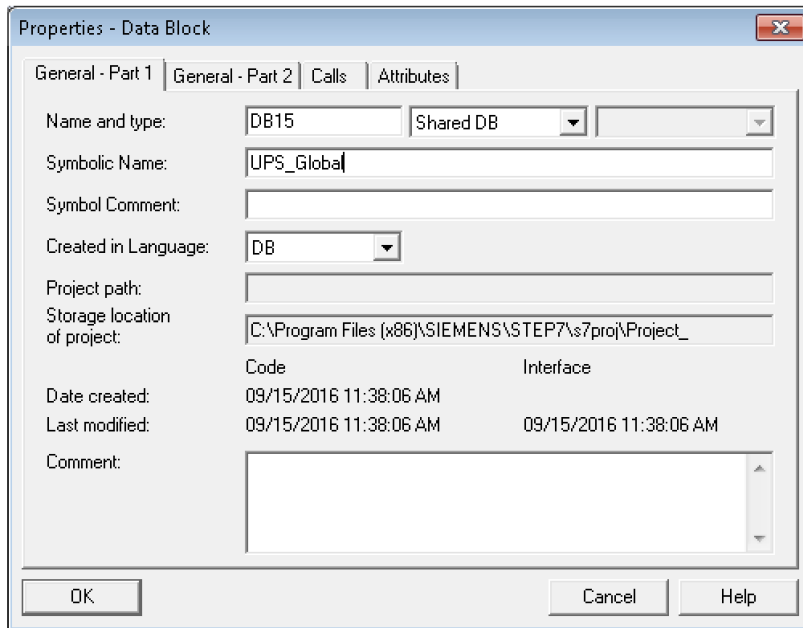 Properties - Data Block
General - Part 1 General - Part 2 Calls Attributes
Name and type: DB15 Shared DB
Symbolic Name: UPS_Global
Symbol Comment:
Created in Language: DB
Project path:
Storage location
of project: C:\Program Files (x86)\SIEMENS\STEP7\s7proj\Project_
Code Interface
Date created: 09/15/2016 11:38:06 AM
Last modified: 09/15/2016 11:38:06 AM 09/15/2016 11:38:06 AM
Comment:
OK Cancel Help